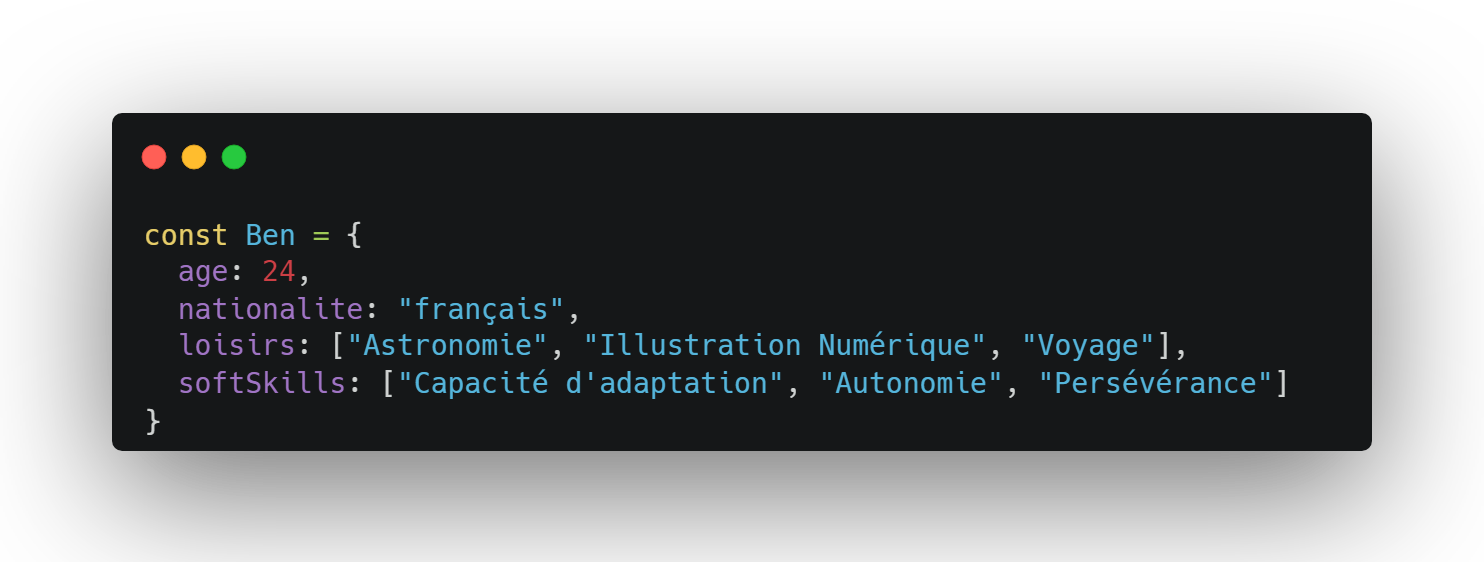 const Ben = {
  age: 24,
  nationalite: "français",
  loisirs: ["Astronomie", "Illustration Numérique", "Voyage"],
  softSkills: ["Capacité d'adaptation", "Autonomie", "Persévérance"]
}